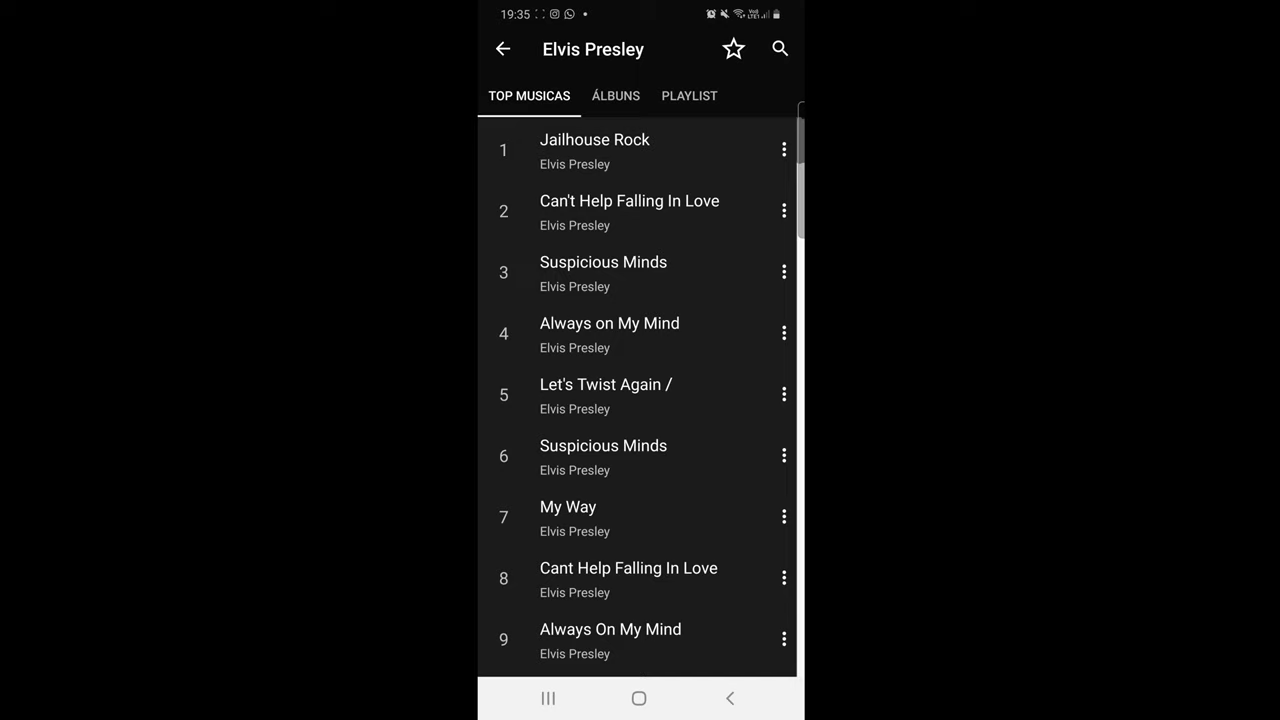 19:35
Elvis Presley
TOP MUSICAS ÁLBUNS PLAYLIST
1 Jailhouse Rock
Elvis Presley
2 Can't Help Falling In Love
Elvis Presley
3 Suspicious Minds
Elvis Presley
4 Always on My Mind
Elvis Presley
5 Let's Twist Again /
Elvis Presley
6 Suspicious Minds
Elvis Presley
7 My Way
Elvis Presley
8 Cant Help Falling In Love
Elvis Presley
9 Always On My Mind
Elvis Presley